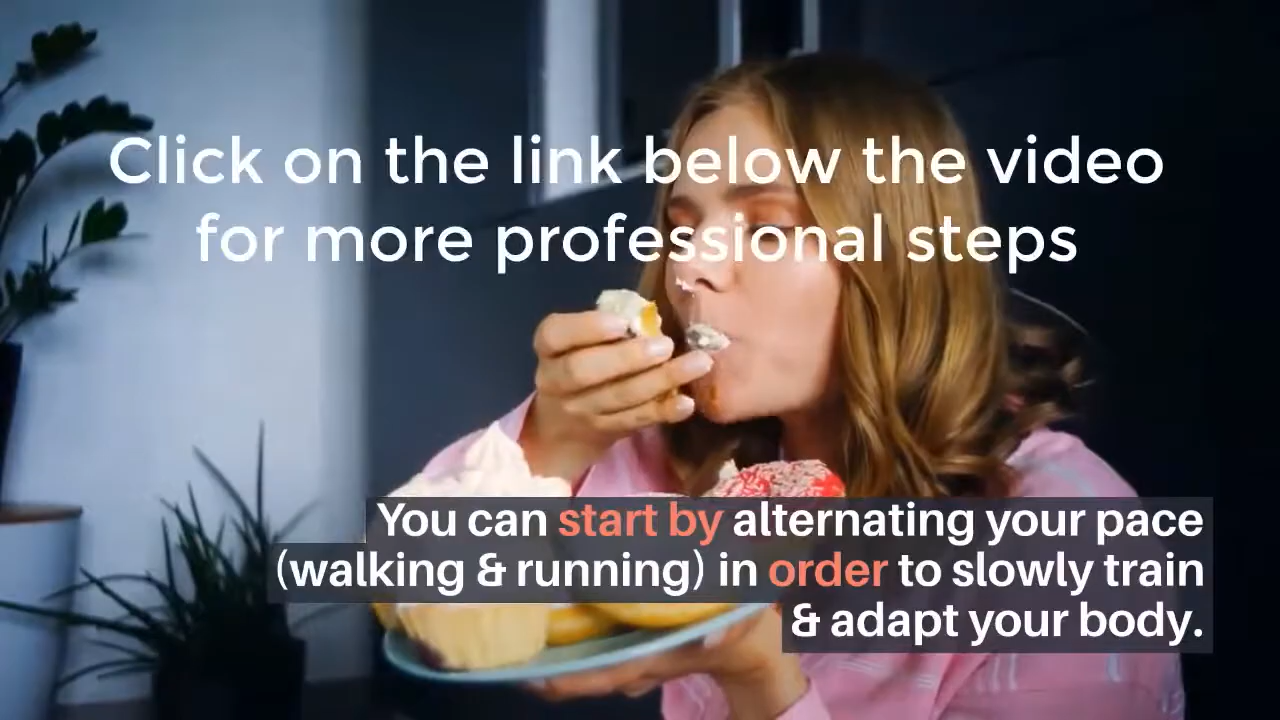 Click on the link below the video
for more professional steps
You can start by alternating your pace
(walking & running) in order to slowly train
& adapt your body.